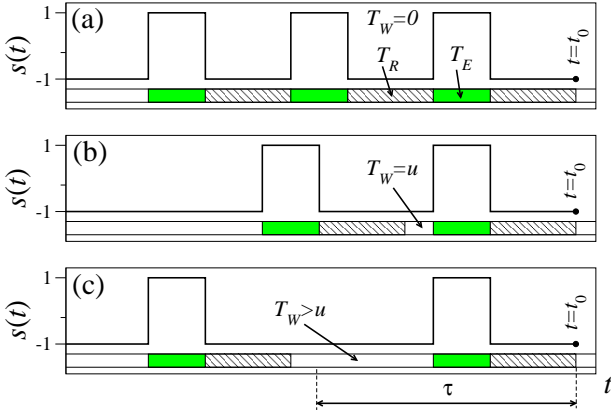 (a)
s(t)
1
-1
T_W=0
T_R
T_E
t=t_0
(b)
s(t)
1
-1
T_W=u
t=t_0
(c)
s(t)
1
-1
T_W>u
t=t_0
τ
t